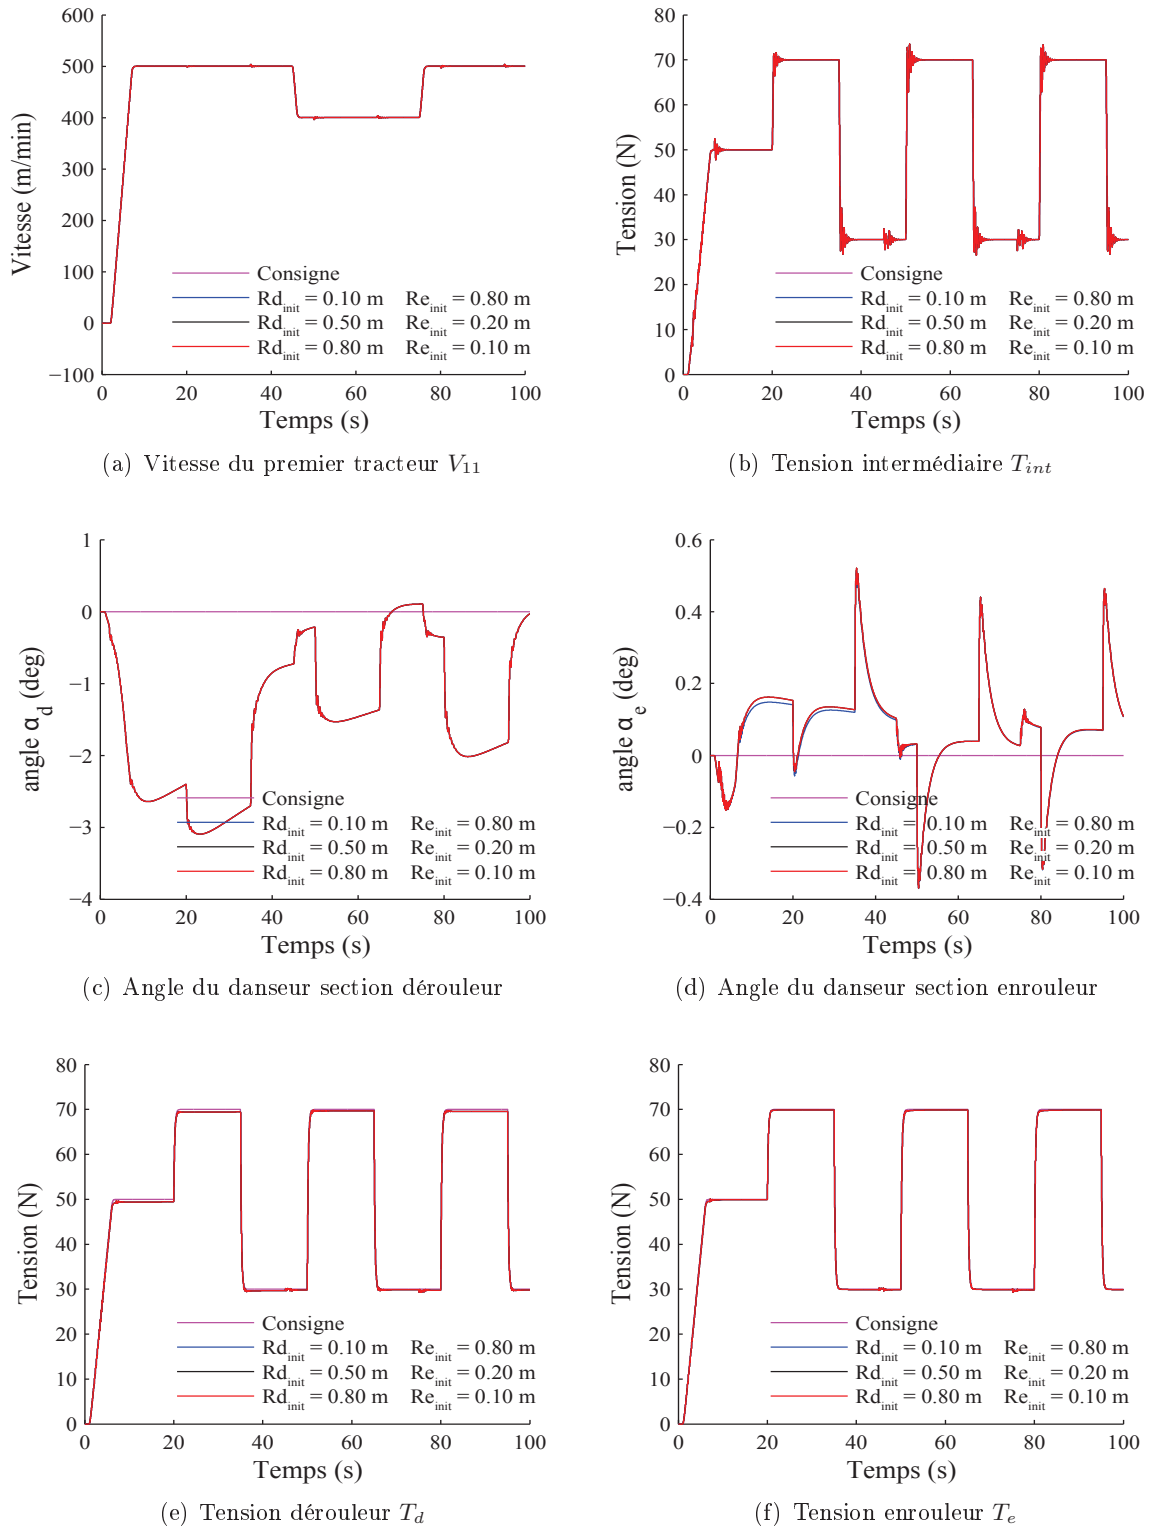 600
500
400
300
200
100
0
−100
Vitesse (m/min)
Consigne
Rd_init = 0.10 m Re_init = 0.80 m
Rd_init = 0.50 m Re_init = 0.20 m
Rd_init = 0.80 m Re_init = 0.10 m
0 20 40 60 80 100
Temps (s)
(a) Vitesse du premier tracteur V_11
80
70
60
50
40
30
20
10
0
Tension (N)
Consigne
Rd_init = 0.10 m Re_init = 0.80 m
Rd_init = 0.50 m Re_init = 0.20 m
Rd_init = 0.80 m Re_init = 0.10 m
0 20 40 60 80 100
Temps (s)
(b) Tension intermédiaire T_int
1
0
−1
−2
−3
−4
angle α_d (deg)
Consigne
Rd_init = 0.10 m Re_init = 0.80 m
Rd_init = 0.50 m Re_init = 0.20 m
Rd_init = 0.80 m Re_init = 0.10 m
0 20 40 60 80 100
Temps (s)
(c) Angle du danseur section dérouleur
0.6
0.4
0.2
0
−0.2
−0.4
angle α_e (deg)
Consigne
Rd_init = 0.10 m Re_init = 0.80 m
Rd_init = 0.50 m Re_init = 0.20 m
Rd_init = 0.80 m Re_init = 0.10 m
0 20 40 60 80 100
Temps (s)
(d) Angle du danseur section enrouleur
80
70
60
50
40
30
20
10
0
Tension (N)
Consigne
Rd_init = 0.10 m Re_init = 0.80 m
Rd_init = 0.50 m Re_init = 0.20 m
Rd_init = 0.80 m Re_init = 0.10 m
0 20 40 60 80 100
Temps (s)
(e) Tension dérouleur T_d
80
70
60
50
40
30
20
10
0
Tension (N)
Consigne
Rd_init = 0.10 m Re_init = 0.80 m
Rd_init = 0.50 m Re_init = 0.20 m
Rd_init = 0.80 m Re_init = 0.10 m
0 20 40 60 80 100
Temps (s)
(f) Tension enrouleur T_e